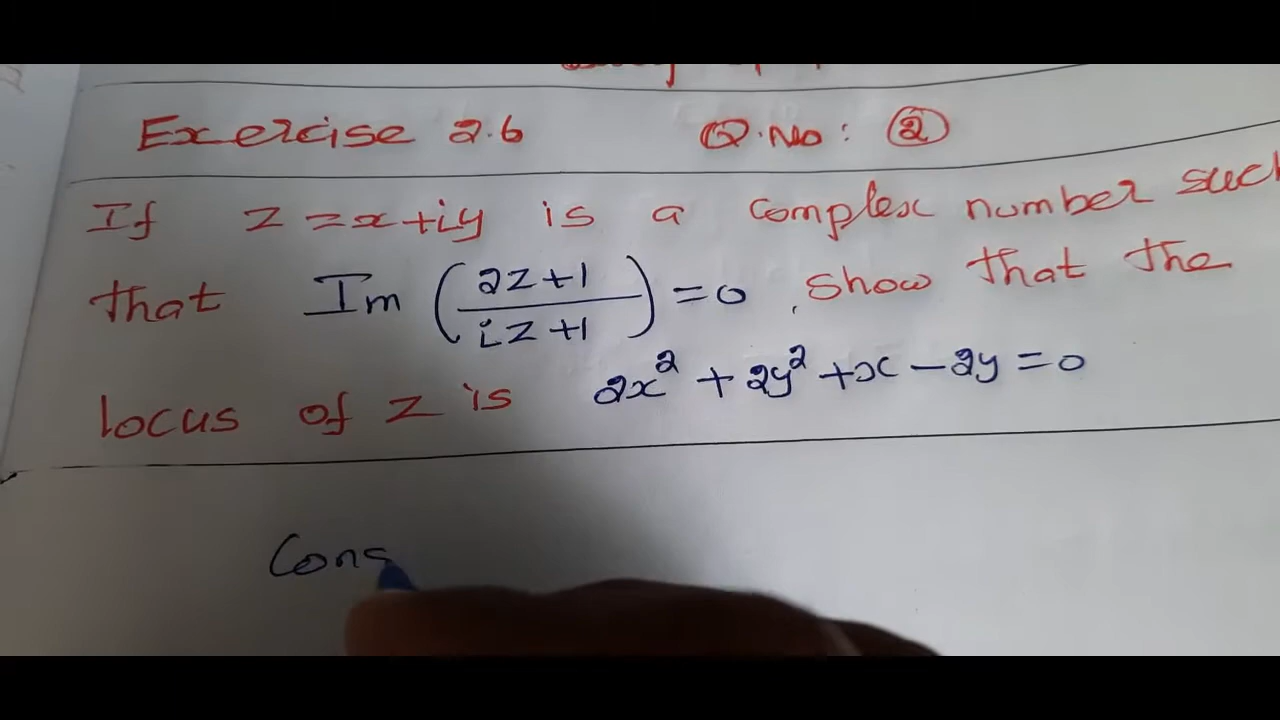 Exercise 2.6 Q.No: 2
If z = x+iy is a complex number such
that Im (2z+1 / iz+1) = 0, show that the
locus of z is 2x² + 2y² + x - 2y = 0
Cons